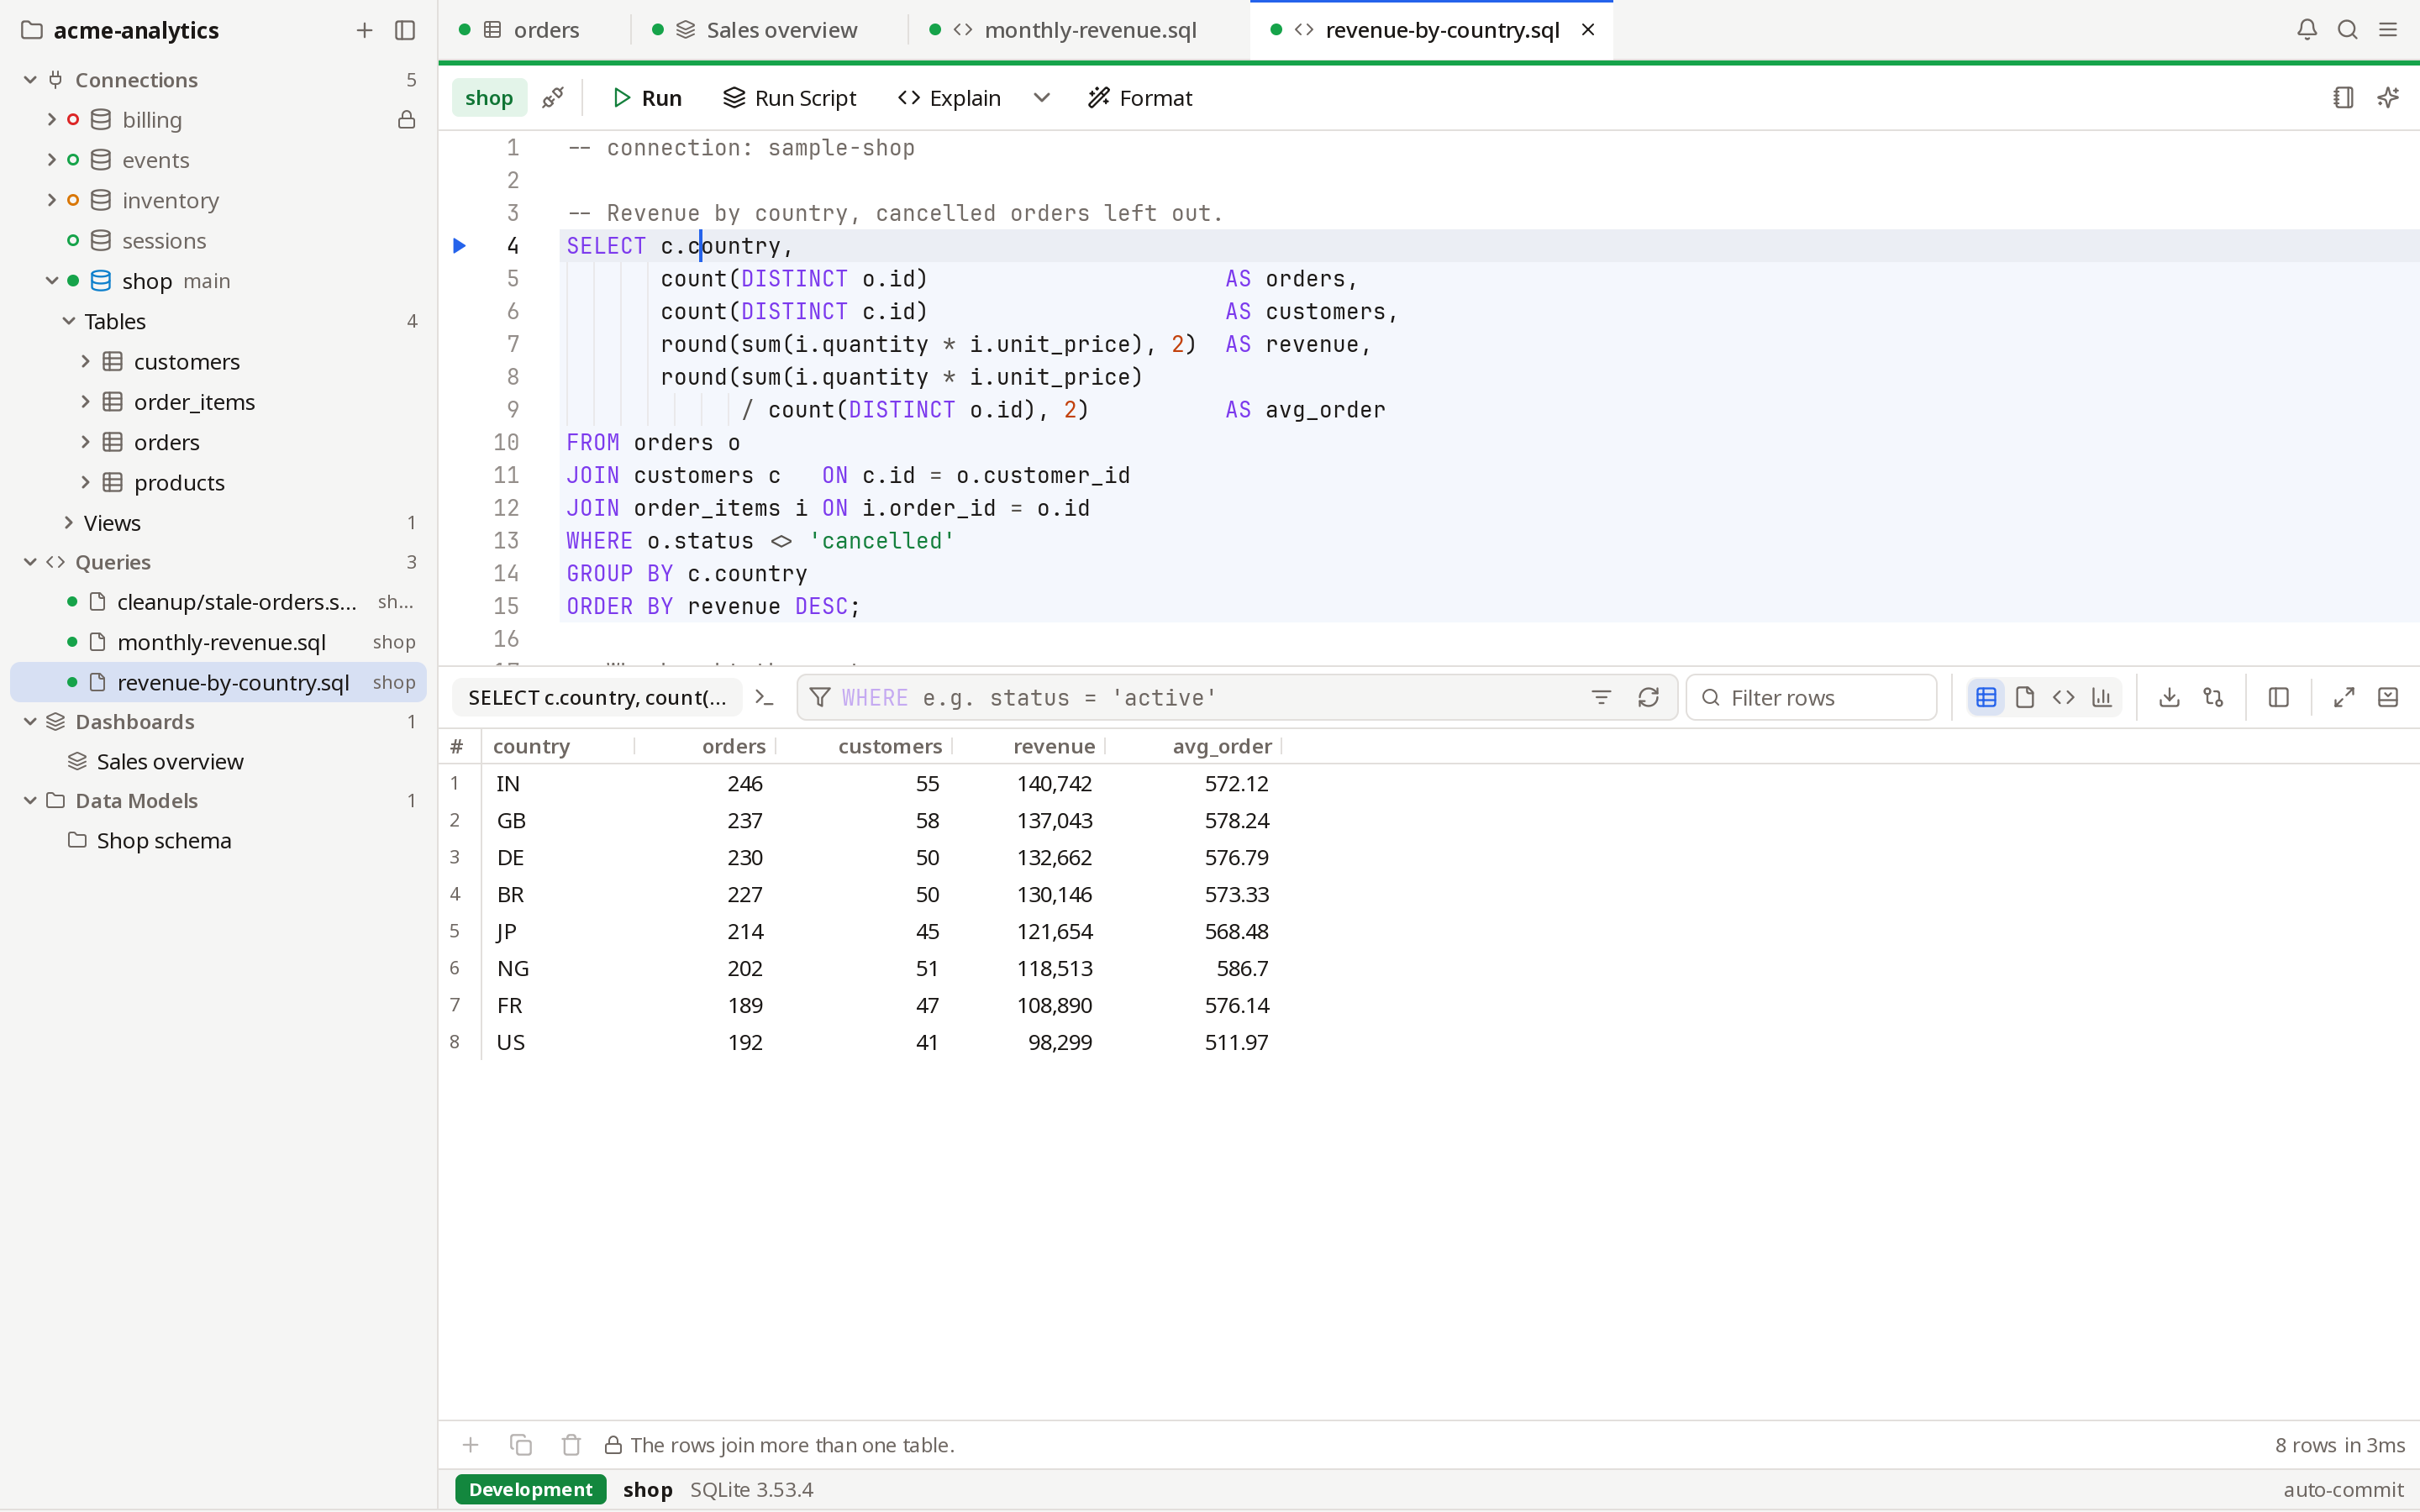 acme-analytics
Connections 5
billing
events
inventory
sessions
shop main
Tables 4
customers
order_items
orders
products
Views 1
Queries 3
cleanup/stale-orders.s... sh...
monthly-revenue.sql shop
revenue-by-country.sql shop
Dashboards 1
Sales overview
Data Models 1
Shop schema
orders Sales overview monthly-revenue.sql revenue-by-country.sql
shop Run Run Script Explain Format
1 -- connection: sample-shop
2
3 -- Revenue by country, cancelled orders left out.
4 SELECT c.country,
5 count(DISTINCT o.id) AS orders,
6 count(DISTINCT c.id) AS customers,
7 round(sum(i.quantity * i.unit_price), 2) AS revenue,
8 round(sum(i.quantity * i.unit_price)
9 / count(DISTINCT o.id), 2) AS avg_order
10 FROM orders o
11 JOIN customers c ON c.id = o.customer_id
12 JOIN order_items i ON i.order_id = o.id
13 WHERE o.status <> 'cancelled'
14 GROUP BY c.country
15 ORDER BY revenue DESC;
16
SELECT c.country, count(... WHERE e.g. status = 'active' Filter rows
# country orders customers revenue avg_order
1 IN 246 55 140,742 572.12
2 GB 237 58 137,043 578.24
3 DE 230 50 132,662 576.79
4 BR 227 50 130,146 573.33
5 JP 214 45 121,654 568.48
6 NG 202 51 118,513 586.7
7 FR 189 47 108,890 576.14
8 US 192 41 98,299 511.97
The rows join more than one table. 8 rows in 3ms
Development shop SQLite 3.53.4 auto-commit